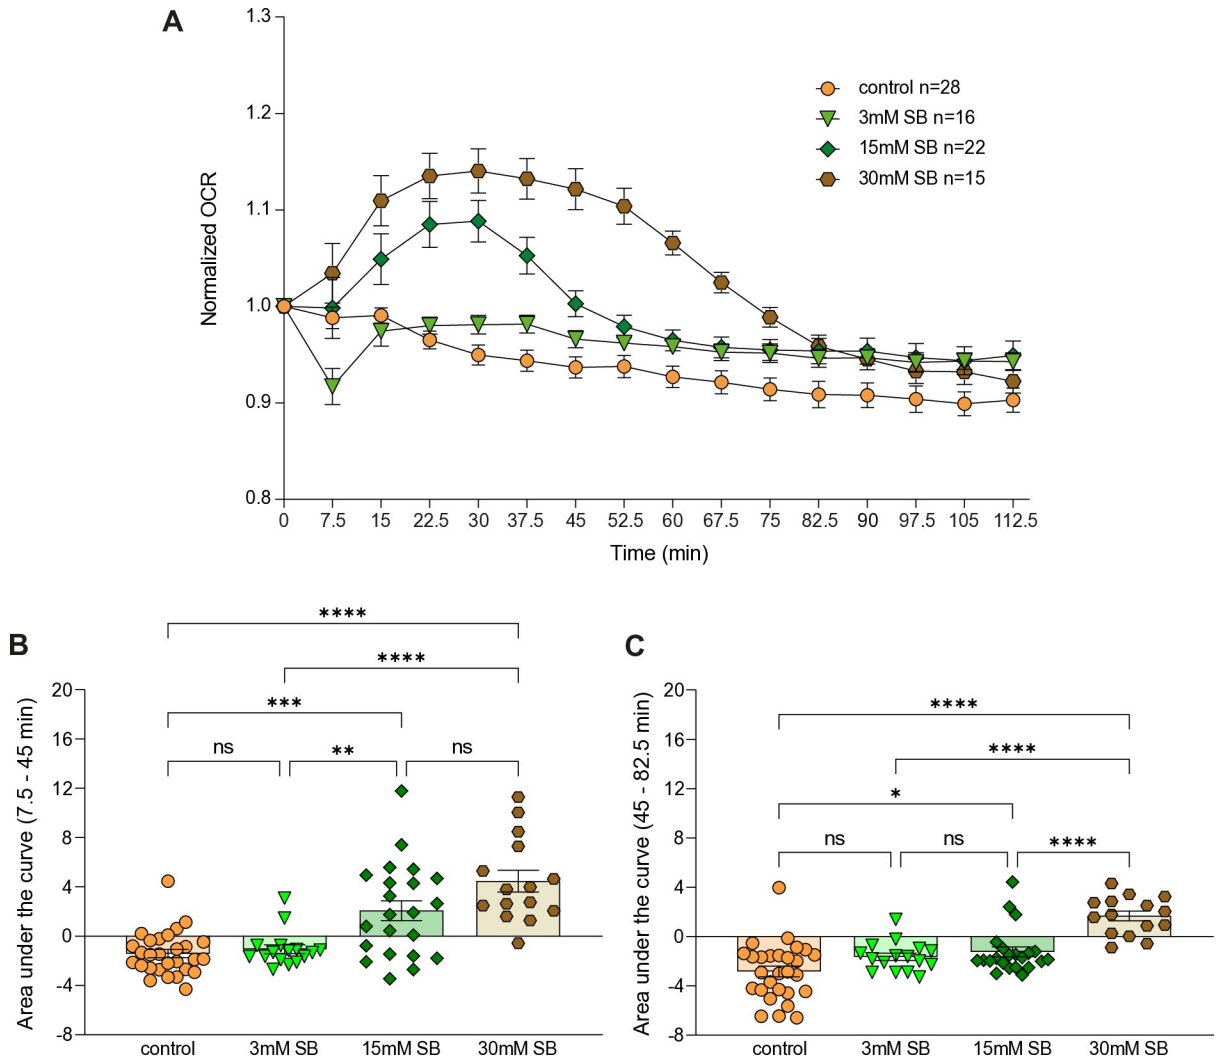 A
1.3
1.2
1.1
1.0
0.9
0.8
Normalized OCR
control n=28
3mM SB n=16
15mM SB n=22
30mM SB n=15
0 7.5 15 22.5 30 37.5 45 52.5 60 67.5 75 82.5 90 97.5 105 112.5
Time (min)
B
****
****
***
ns ** ns
20
16
12
8
4
0
-4
-8
Area under the curve (7.5 - 45 min)
control 3mM SB 15mM SB 30mM SB
C
****
****
*
ns ns ****
20
16
12
8
4
0
-4
-8
Area under the curve (45 - 82.5 min)
control 3mM SB 15mM SB 30mM SB